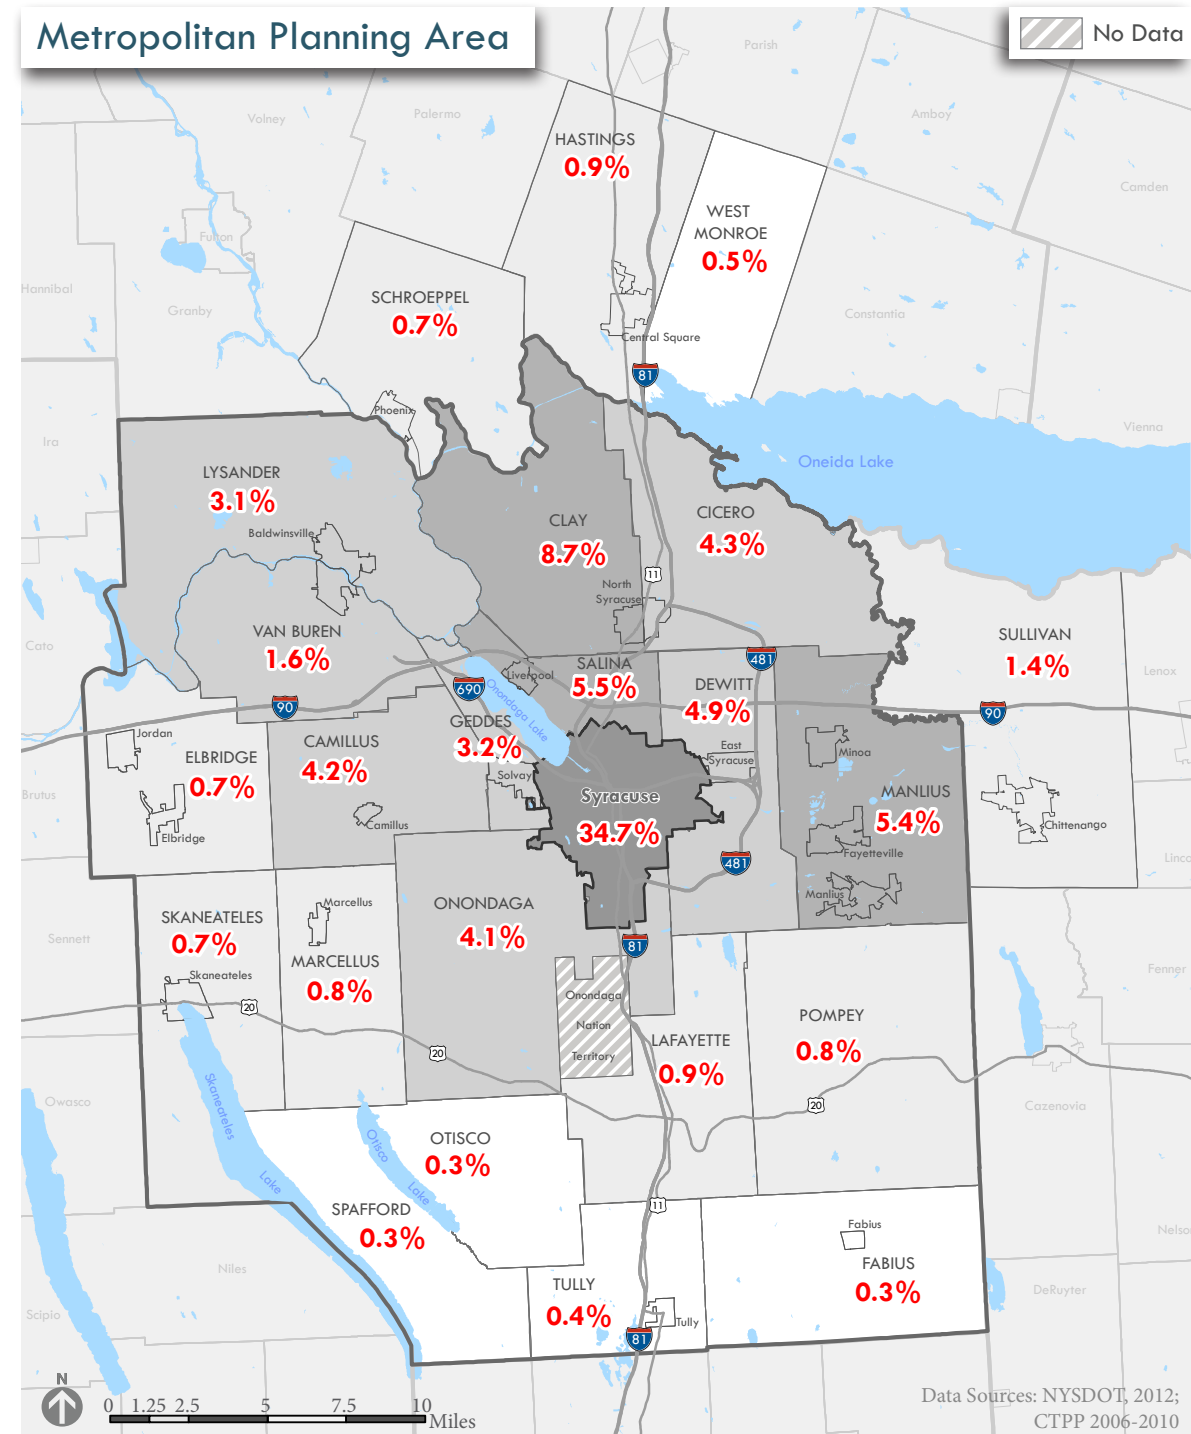 Metropolitan Planning Area
No Data
Parish
Volney
Palermo
Amboy
HASTINGS
0.9%
Camden
WEST
MONROE
0.5%
Fulton
Hannibal
Granby
SCHROEPPEL
0.7%
Constantia
Central Square
81
Phoenix
Ira
Vienna
Oneida Lake
LYSANDER
3.1%
Baldwinsville
CLAY
8.7%
CICERO
4.3%
11
North
Syracuse
Cato
VAN BUREN
1.6%
SULLIVAN
1.4%
Lenox
481
SALINA
5.5%
Liverpool
DEWITT
4.9%
690
90
90
Onondaga Lake
GEDDES
3.2%
Jordan
CAMILLUS
4.2%
ELBRIDGE
0.7%
East
Syracuse
Minoa
Solvay
Brutus
Syracuse
34.7%
MANLIUS
5.4%
Camillus
Elbridge
Chittenango
Fayetteville
481
Linco
Manlius
SKANEATELES
0.7%
Marcellus
ONONDAGA
4.1%
Sennett
81
MARCELLUS
0.8%
Skaneateles
Fenner
20
Onondaga
Nation
Territory
POMPEY
0.8%
LAFAYETTE
0.9%
20
20
Owasco
Cazenovia
Skaneateles
Lake
OTISCO
0.3%
Otisco
Lake
SPAFFORD
0.3%
11
Fabius
Nelso
FABIUS
0.3%
Niles
TULLY
0.4%
DeRuyter
Scipio
Tully
81
N
0 1.25 2.5 5 7.5 10
Miles
Data Sources: NYSDOT, 2012;
CTPP 2006-2010